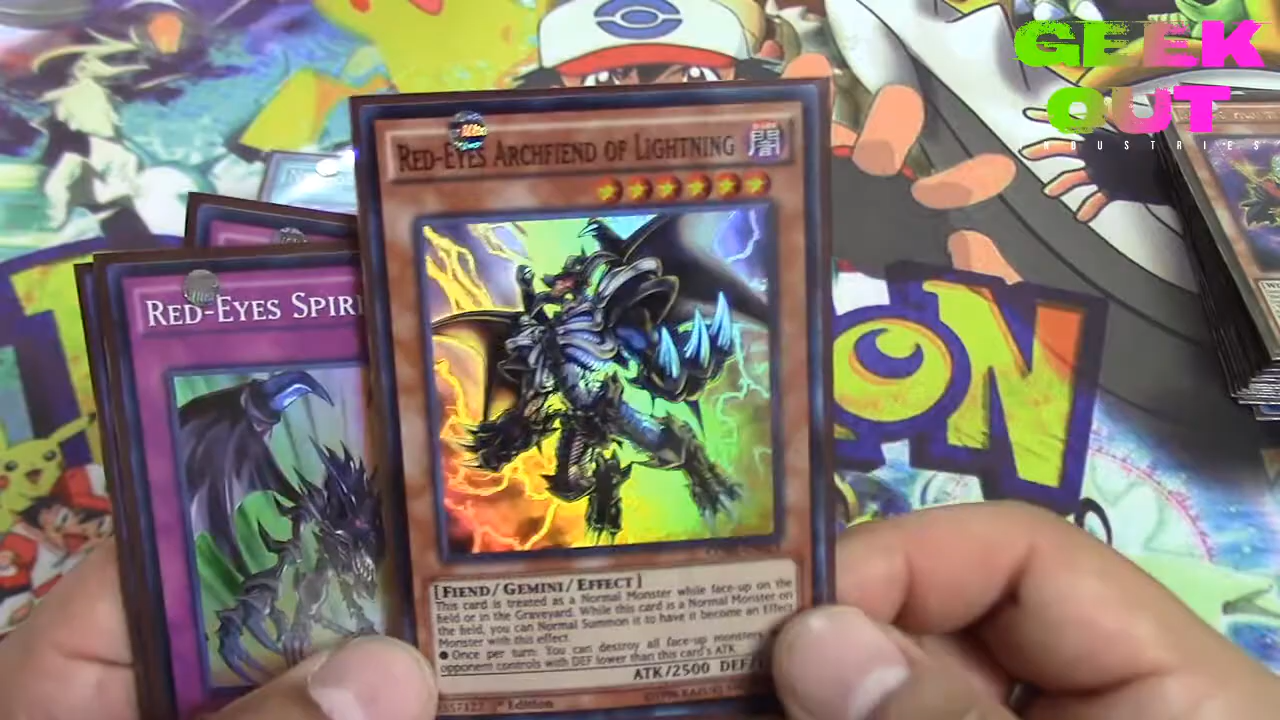 GEEK
OUT
NDUSTRIES
RED-EYES ARCHFIEND OF LIGHTNING
闇
RED-EYES SPIRI
ON
[FIEND/GEMINI/EFFECT]
This card is treated as a Normal Monster while face-up on the
field or in the Graveyard. While this card is a Normal Monster on
the field, you can Normal Summon it to have it become an Effect
Monster with this effect.
● Once per turn: You can destroy all face-up monsters
opponent controls with DEF lower than this card's ATK
ATK/2500 DEF/1
1st Edition